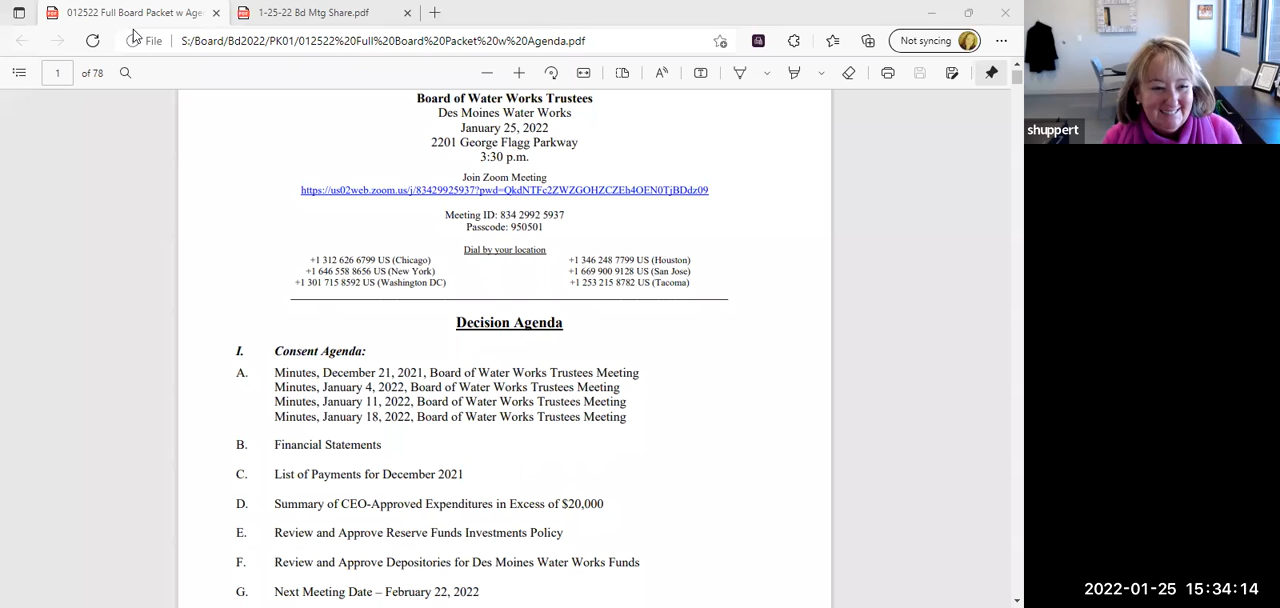 012522 Full Board Packet w Age
1-25-22 Bd Mtg Share.pdf
File
S:/Board/Bd2022/PK01/012522%20Full%20Board%20Packet%20w%20Agenda.pdf
Not syncing
1 of 78
Board of Water Works Trustees
Des Moines Water Works
January 25, 2022
2201 George Flagg Parkway
3:30 p.m.
Join Zoom Meeting
https://us02web.zoom.us/j/83429925937?pwd=QkdNTFc2ZWZGOHZCZEh4OEN0TjBDdz09
Meeting ID: 834 2992 5937
Passcode: 950501
Dial by your location
+1 312 626 6799 US (Chicago)
+1 646 558 8656 US (New York)
+1 301 715 8592 US (Washington DC)
+1 346 248 7799 US (Houston)
+1 669 900 9128 US (San Jose)
+1 253 215 8782 US (Tacoma)
Decision Agenda
I. Consent Agenda:
A. Minutes, December 21, 2021, Board of Water Works Trustees Meeting
Minutes, January 4, 2022, Board of Water Works Trustees Meeting
Minutes, January 11, 2022, Board of Water Works Trustees Meeting
Minutes, January 18, 2022, Board of Water Works Trustees Meeting
B. Financial Statements
C. List of Payments for December 2021
D. Summary of CEO-Approved Expenditures in Excess of $20,000
E. Review and Approve Reserve Funds Investments Policy
F. Review and Approve Depositories for Des Moines Water Works Funds
G. Next Meeting Date – February 22, 2022
shuppert
2022-01-25 15:34:14